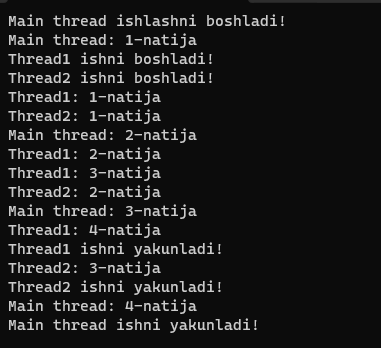 Main thread ishlashni boshladi!
Main thread: 1-natija
Thread1 ishni boshladi!
Thread2 ishni boshladi!
Thread1: 1-natija
Thread2: 1-natija
Main thread: 2-natija
Thread1: 2-natija
Thread1: 3-natija
Thread2: 2-natija
Main thread: 3-natija
Thread1: 4-natija
Thread1 ishni yakunladi!
Thread2: 3-natija
Thread2 ishni yakunladi!
Main thread: 4-natija
Main thread ishni yakunladi!